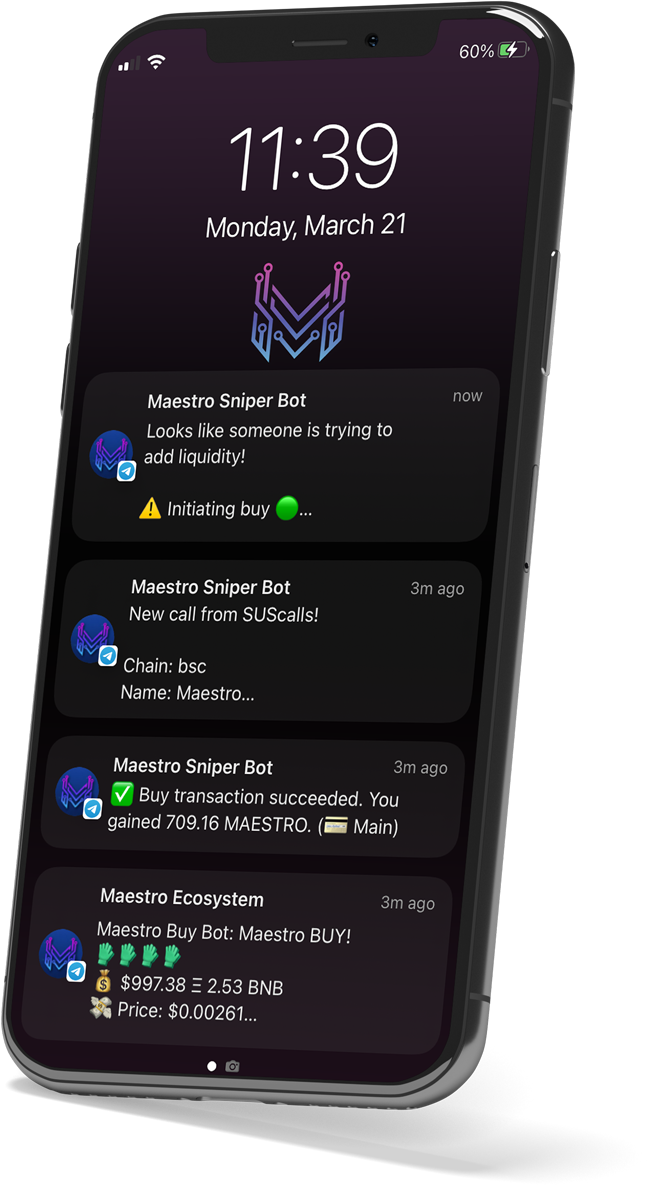 60%
11:39
Monday, March 21
Maestro Sniper Bot now
Looks like someone is trying to
add liquidity!
⚠️ Initiating buy 🟢...
Maestro Sniper Bot 3m ago
New call from SUScalls!
Chain: bsc
Name: Maestro...
Maestro Sniper Bot 3m ago
✅ Buy transaction succeeded. You
gained 709.16 MAESTRO. (💳 Main)
Maestro Ecosystem 3m ago
Maestro Buy Bot: Maestro BUY!
🧤🧤🧤🧤
💰 $997.38 Ξ 2.53 BNB
💸 Price: $0.00261...